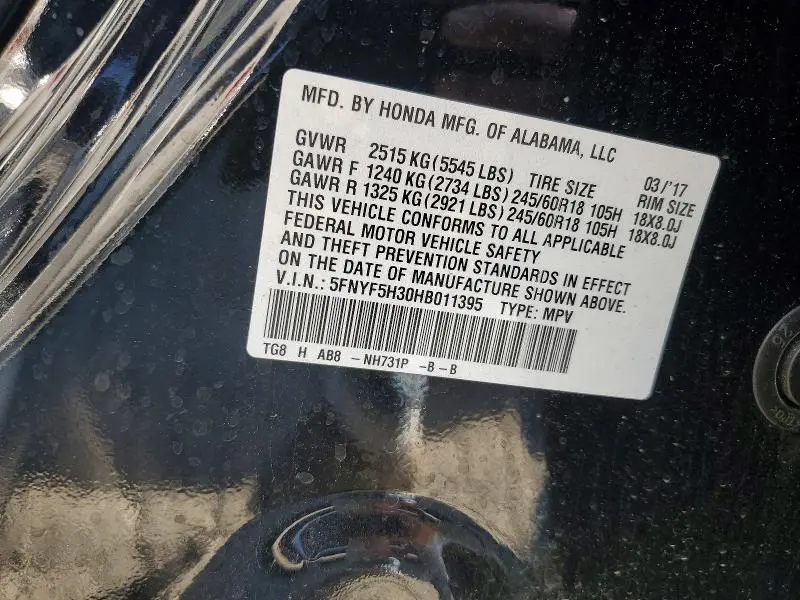 MFD. BY HONDA MFG. OF ALABAMA, LLC
GVWR 2515 KG(5545 LBS) TIRE SIZE 03/'17 RIM SIZE
GAWR F 1240 KG(2734 LBS) 245/60R18 105H 18X8.0J
GAWR R 1325 KG(2921 LBS) 245/60R18 105H 18X8.0J
THIS VEHICLE CONFORMS TO ALL APPLICABLE
FEDERAL MOTOR VEHICLE SAFETY
AND THEFT PREVENTION STANDARDS IN EFFECT
ON THE DATE OF MANUFACTURE SHOWN ABOVE.
V.I.N.: 5FNYF5H30HB011395 TYPE: MPV
TG8 H AB8 - NH731P -B-B